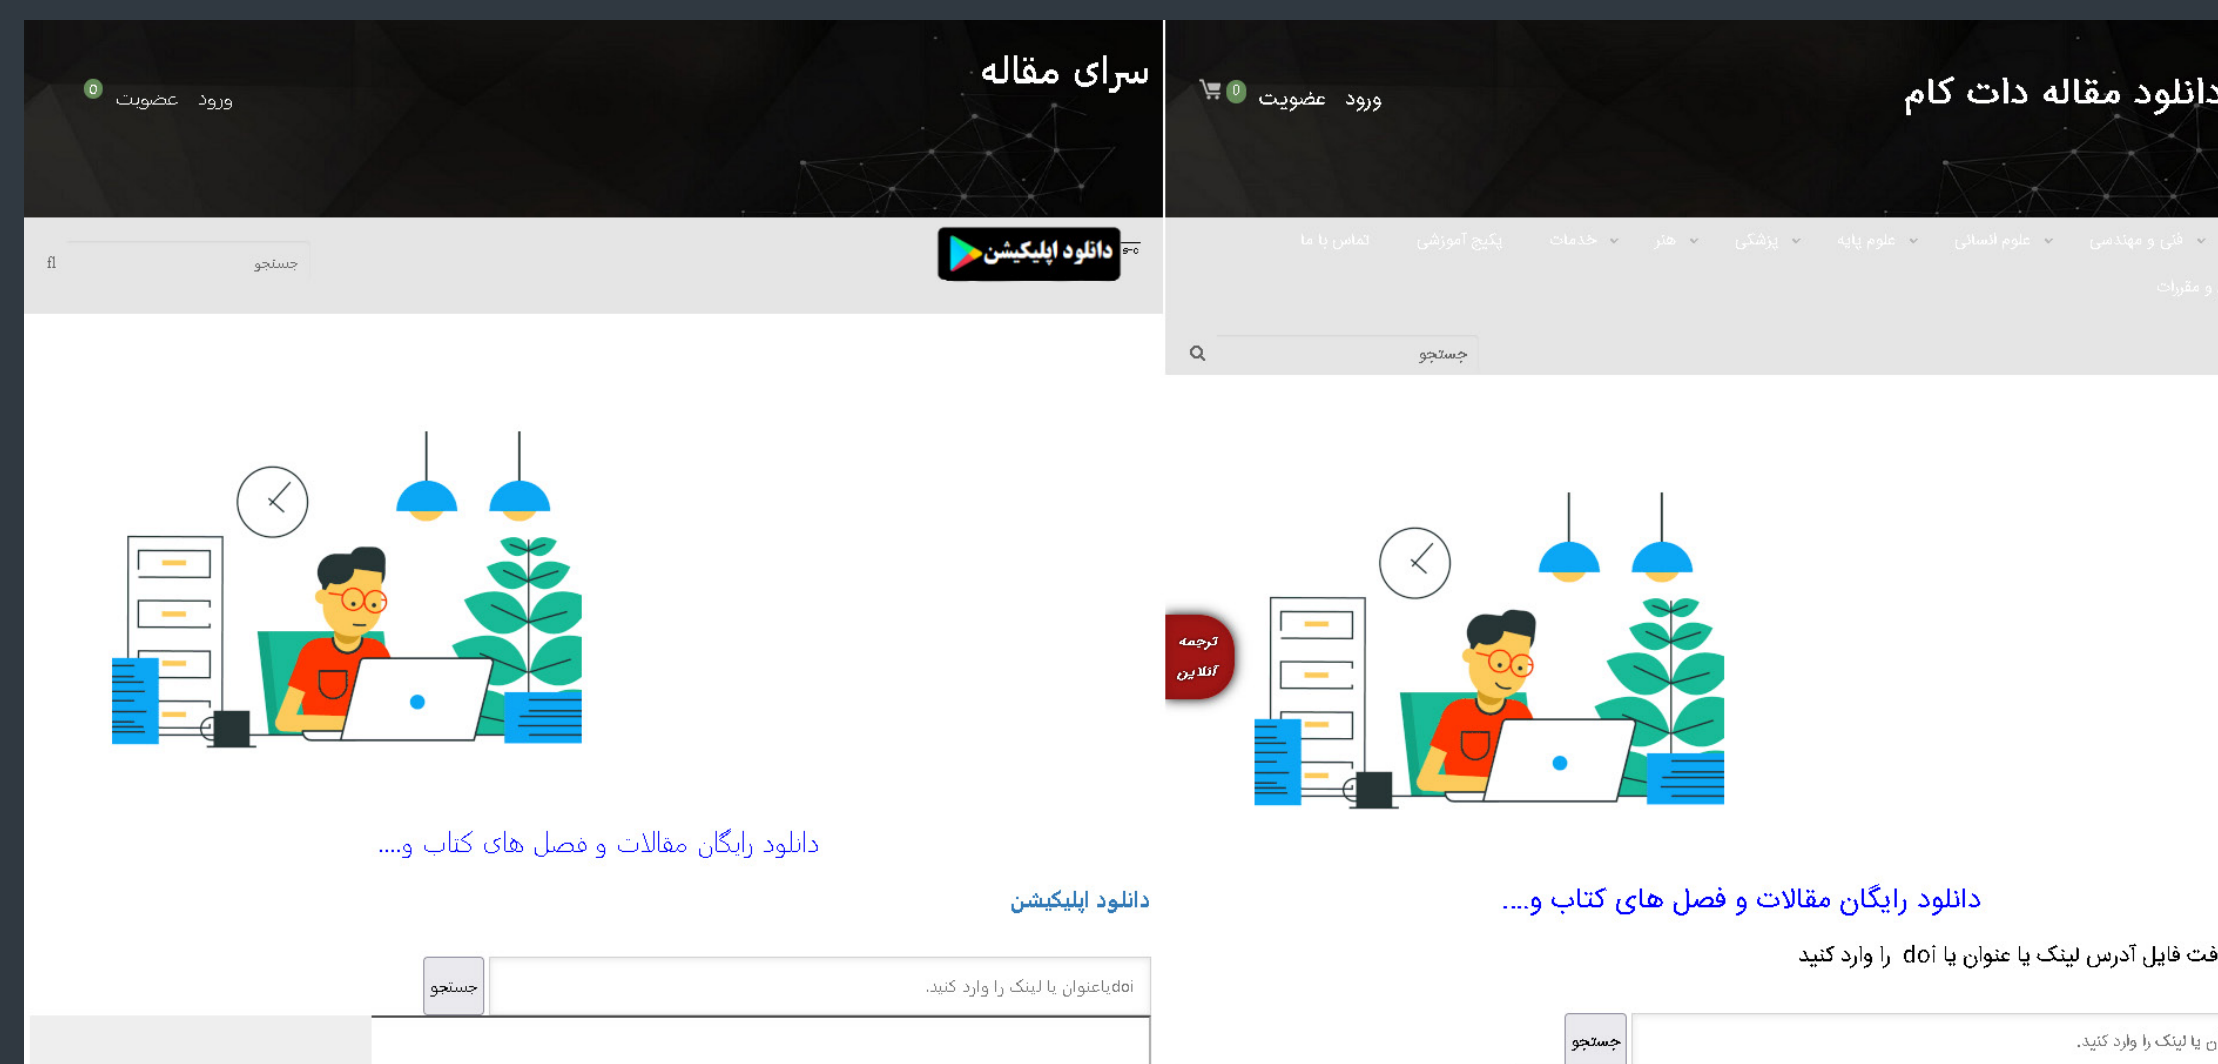 سرای مقاله
ورود عضویت 0
دانلود اپلیکیشن
جستجو
دانلود رایگان مقالات و فصل های کتاب و....
دانلود اپلیکیشن
doiیاعنوان یا لینک را وارد کنید.
جستجو
دانلود مقاله دات کام
ورود عضویت 0
فنی و مهندسی علوم انسانی علوم پایه پزشکی هنر خدمات پکیج آموزشی تماس با ما
و مقررات
جستجو
ترجمه
آنلاین
دانلود رایگان مقالات و فصل های کتاب و....
فایل آدرس لینک یا عنوان یا doi را وارد کنید
یا لینک را وارد کنید.
جستجو